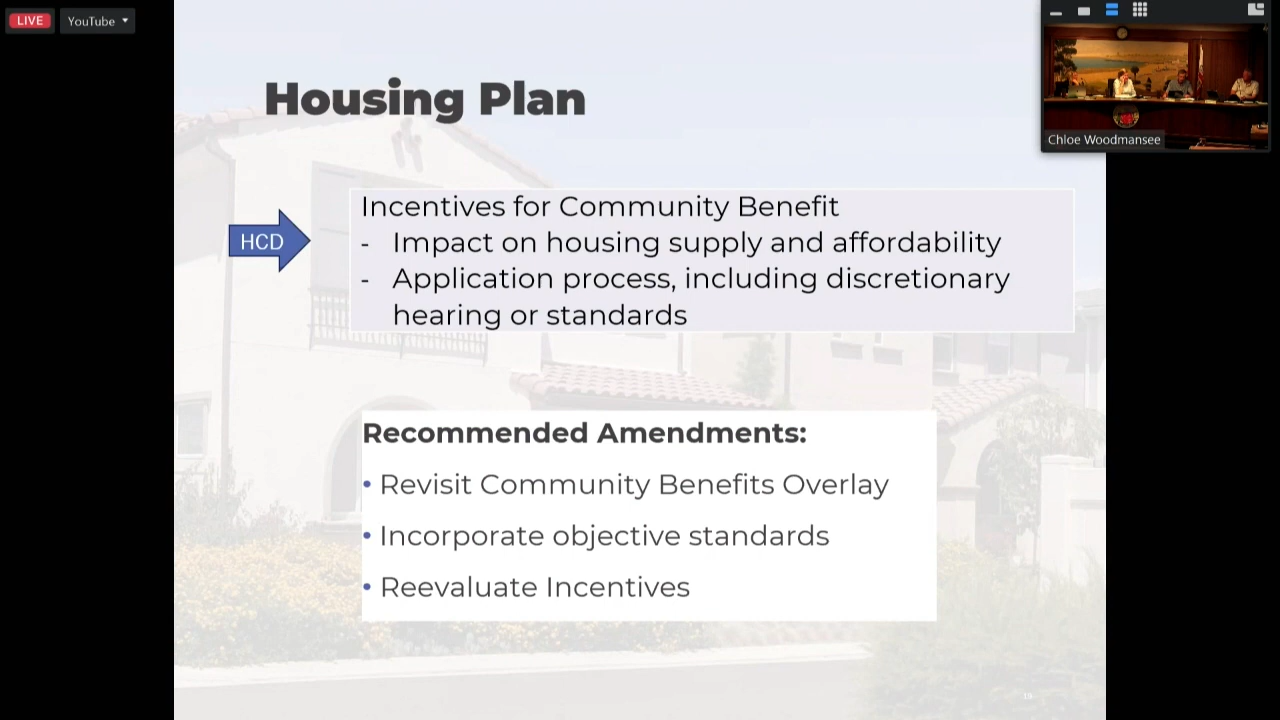 LIVE
YouTube
Housing Plan
Chloe Woodmansee
HCD
Incentives for Community Benefit
- Impact on housing supply and affordability
- Application process, including discretionary
hearing or standards
Recommended Amendments:
• Revisit Community Benefits Overlay
• Incorporate objective standards
• Reevaluate Incentives